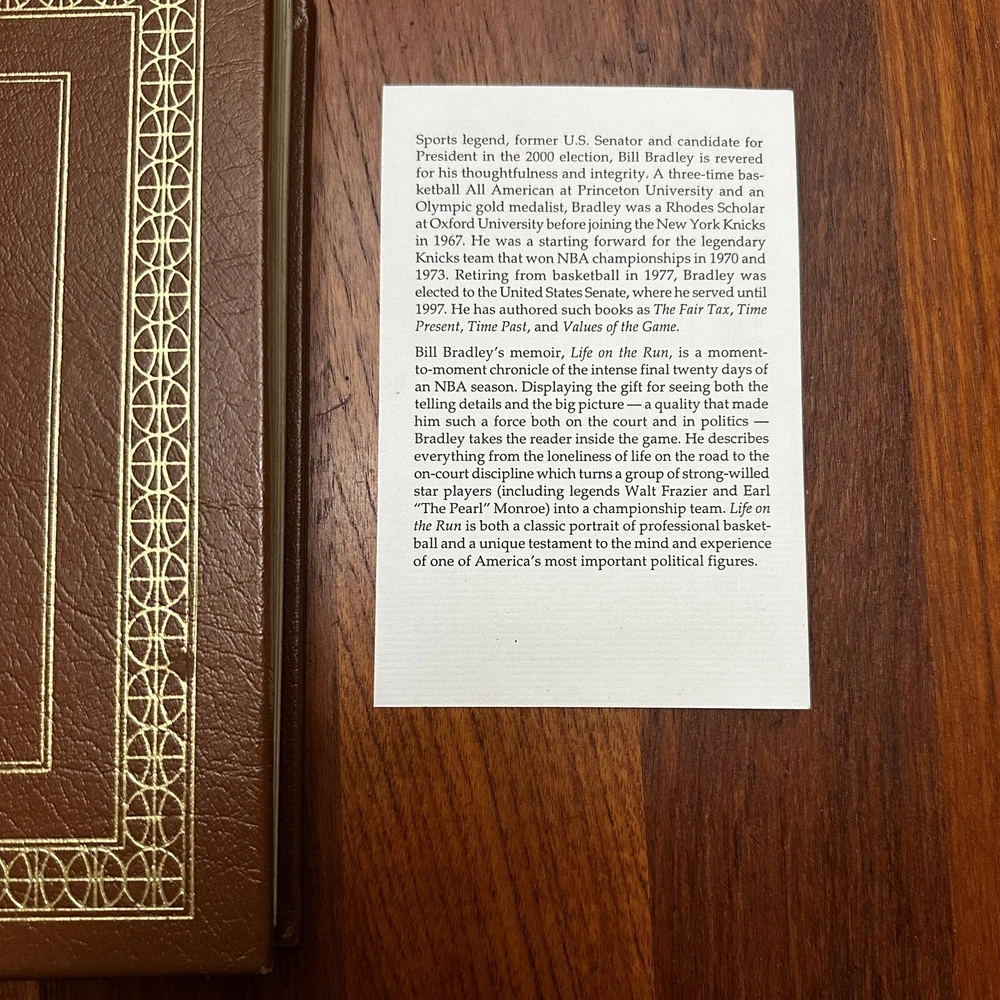 Sports legend, former U.S. Senator and candidate for
President in the 2000 election, Bill Bradley is revered
for his thoughtfulness and integrity. A three-time bas-
ketball All American at Princeton University and an
Olympic gold medalist, Bradley was a Rhodes Scholar
at Oxford University before joining the New York Knicks
in 1967. He was a starting forward for the legendary
Knicks team that won NBA championships in 1970 and
1973. Retiring from basketball in 1977, Bradley was
elected to the United States Senate, where he served until
1997. He has authored such books as The Fair Tax, Time
Present, Time Past, and Values of the Game.
Bill Bradley’s memoir, Life on the Run, is a moment-
to-moment chronicle of the intense final twenty days of
an NBA season. Displaying the gift for seeing both the
telling details and the big picture — a quality that made
him such a force both on the court and in politics —
Bradley takes the reader inside the game. He describes
everything from the loneliness of life on the road to the
on-court discipline which turns a group of strong-willed
star players (including legends Walt Frazier and Earl
“The Pearl” Monroe) into a championship team. Life on
the Run is both a classic portrait of professional basket-
ball and a unique testament to the mind and experience
of one of America’s most important political figures.